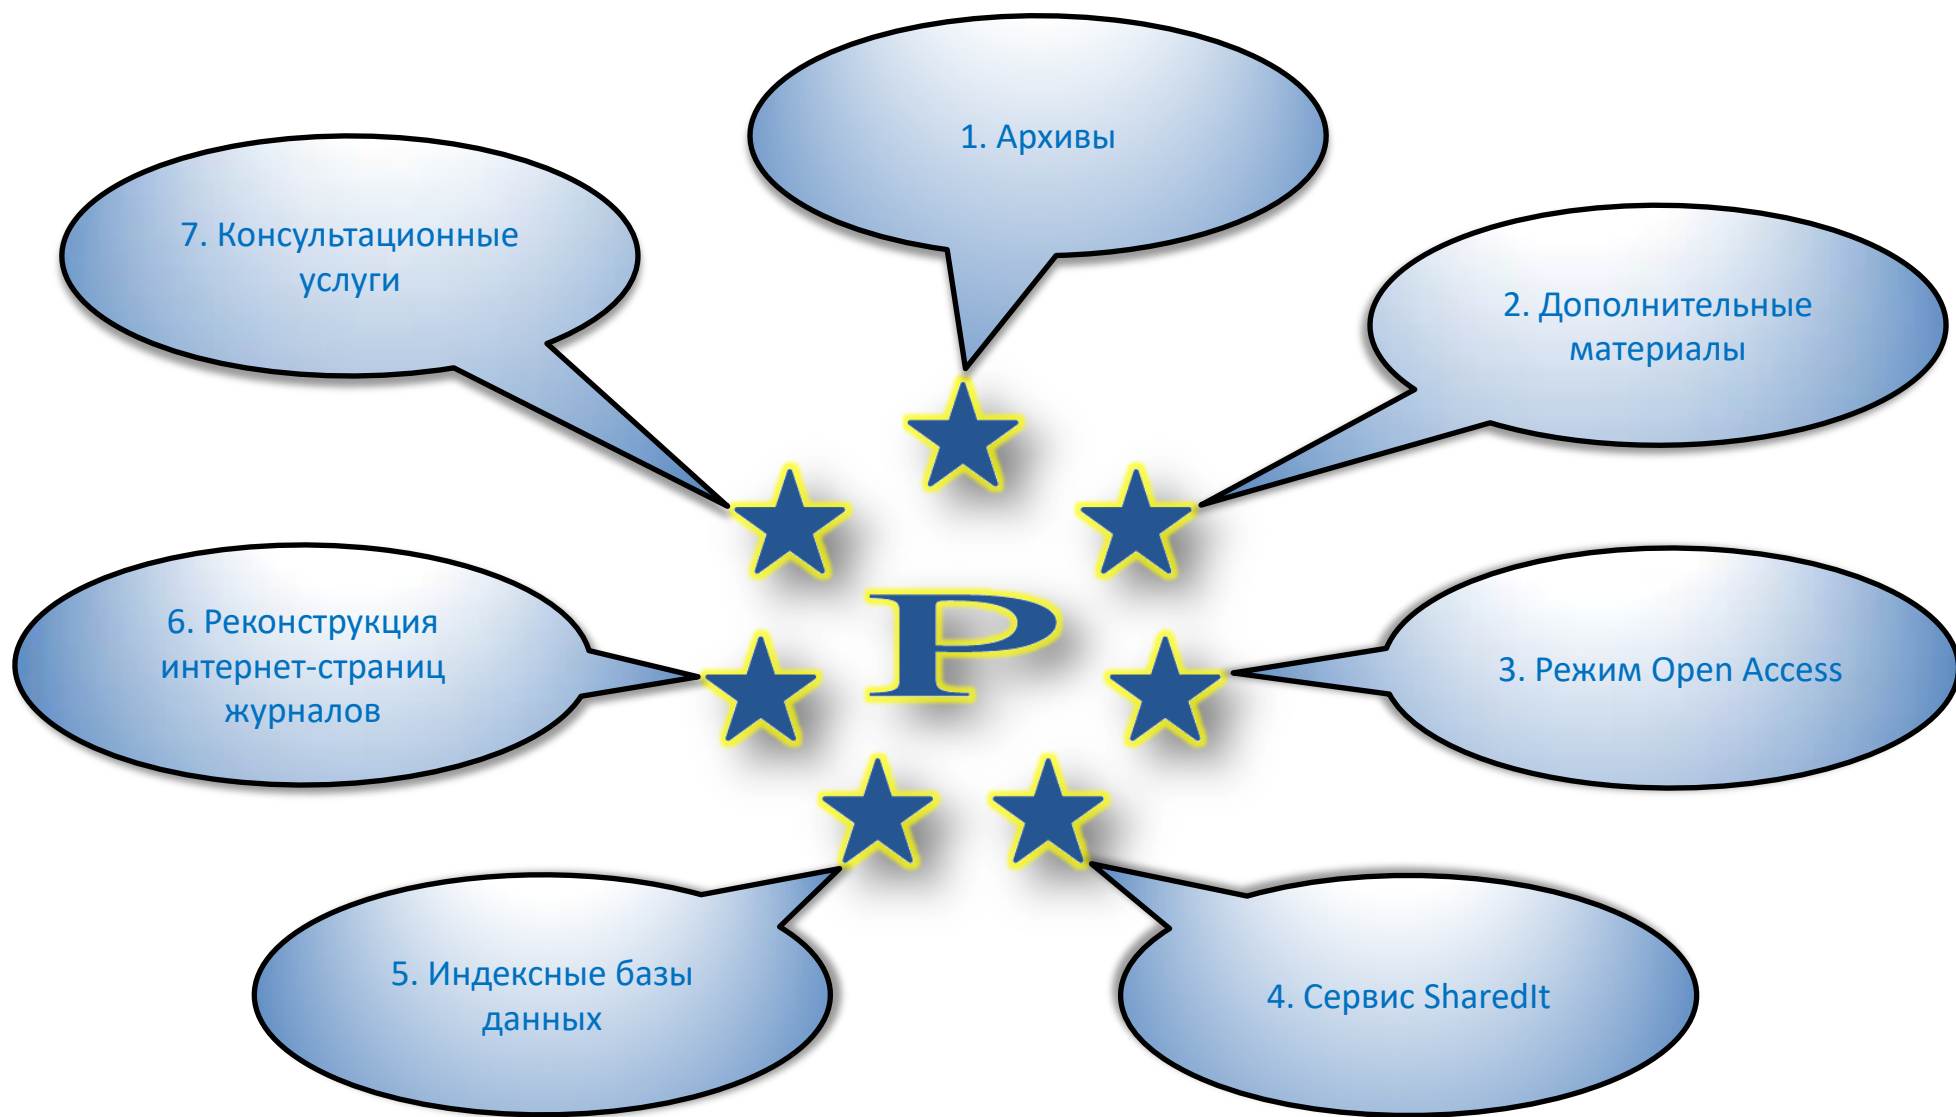 1. Архивы
2. Дополнительные
материалы
3. Режим Open Access
4. Сервис SharedIt
5. Индексные базы
данных
6. Реконструкция
интернет-страниц
журналов
7. Консультационные
услуги
P